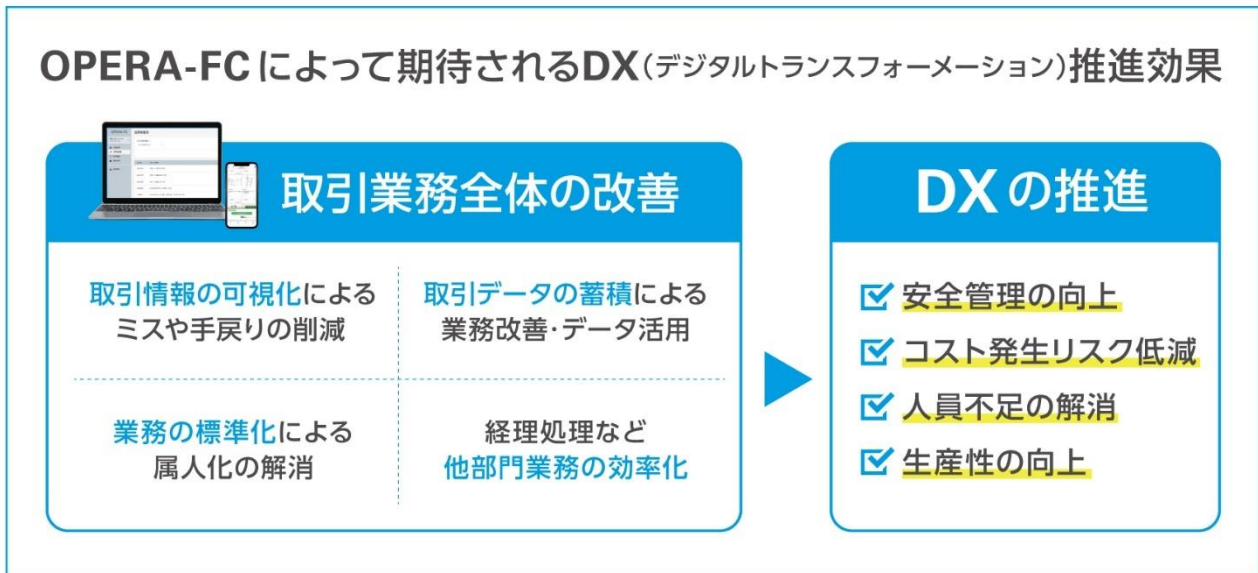 OPERA-FCによって期待されるDX(デジタルトランスフォーメーション)推進効果
取引業務全体の改善
取引情報の可視化による
ミスや手戻りの削減
取引データの蓄積による
業務改善・データ活用
業務の標準化による
属人化の解消
経理処理など
他部門業務の効率化
DXの推進
安全管理の向上
コスト発生リスク低減
人員不足の解消
生産性の向上